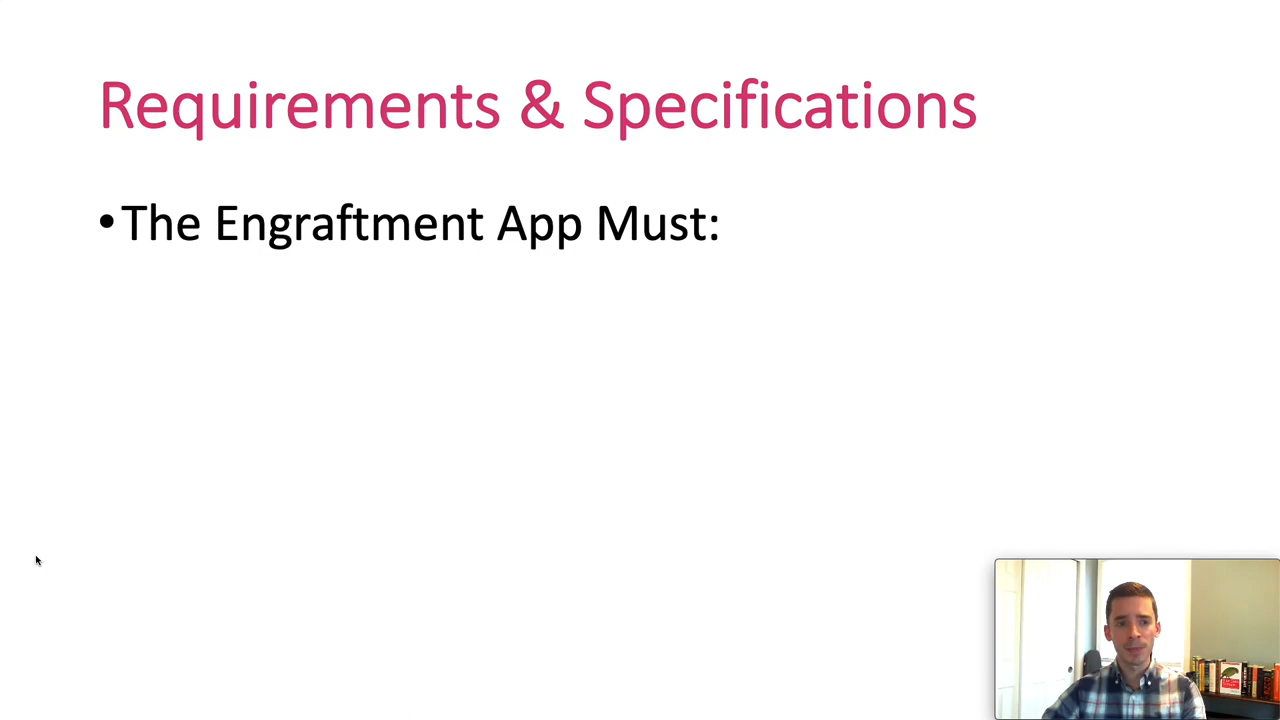 Requirements & Specifications
•The Engraftment App Must: